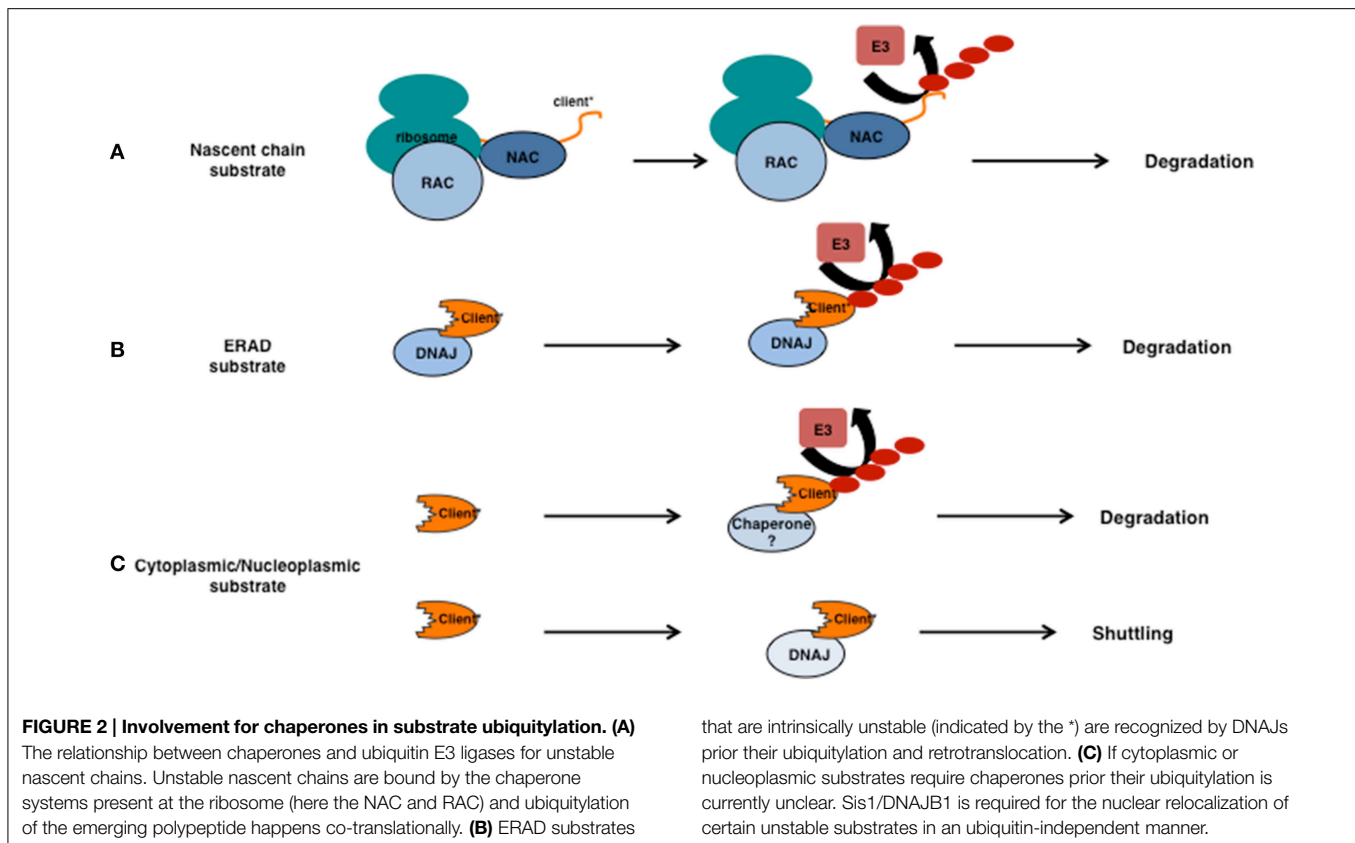 A
Nascent chain
substrate
ribosome
RAC
NAC
client*
RAC
NAC
E3
Degradation
B
ERAD
substrate
Client*
DNAJ
Client*
DNAJ
E3
Degradation
C
Cytoplasmic/Nucleoplasmic
substrate
Client*
Client
Chaperone
?
E3
Degradation
Client*
Client*
DNAJ
Shuttling
FIGURE 2 | Involvement for chaperones in substrate ubiquitylation. (A)
The relationship between chaperones and ubiquitin E3 ligases for unstable
nascent chains. Unstable nascent chains are bound by the chaperone
systems present at the ribosome (here the NAC and RAC) and ubiquitylation
of the emerging polypeptide happens co-translationally. (B) ERAD substrates
that are intrinsically unstable (indicated by the *) are recognized by DNAJs
prior their ubiquitylation and retrotranslocation. (C) If cytoplasmic or
nucleoplasmic substrates require chaperones prior their ubiquitylation is
currently unclear. Sis1/DNAJB1 is required for the nuclear relocalization of
certain unstable substrates in an ubiquitin-independent manner.